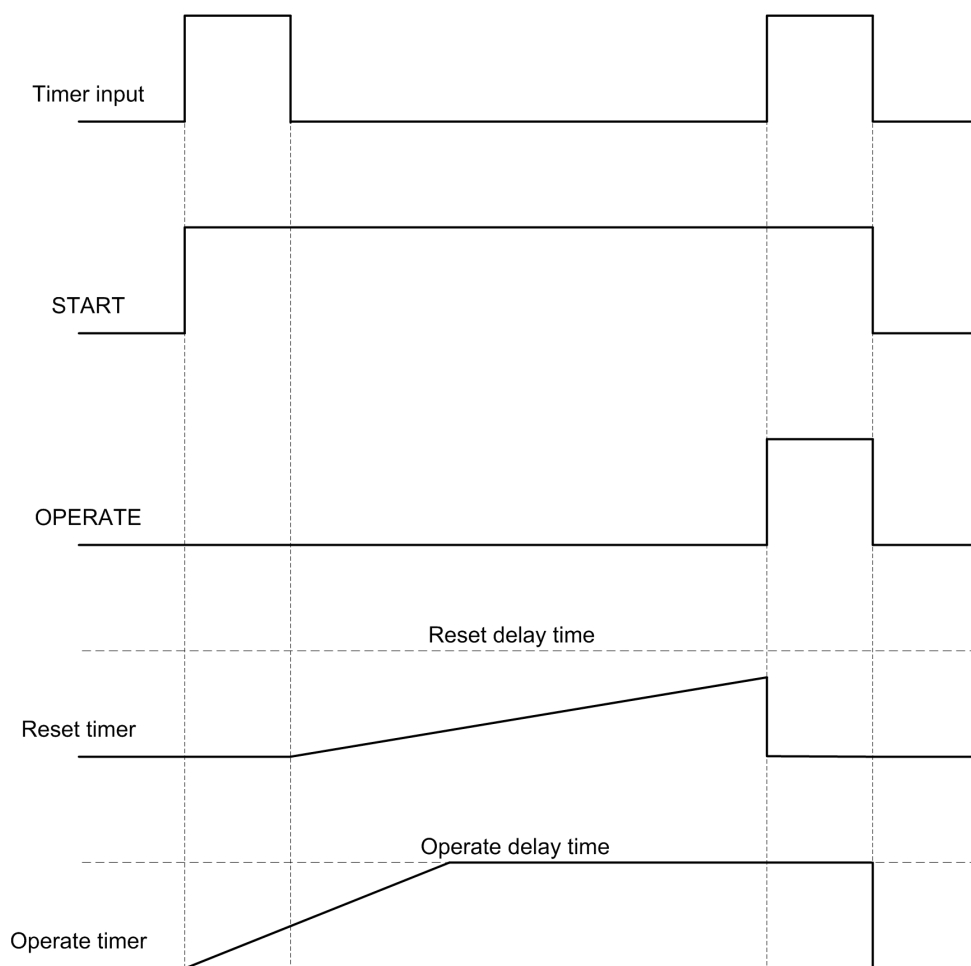 Timer input
START
OPERATE
Reset delay time
Reset timer
Operate delay time
Operate timer